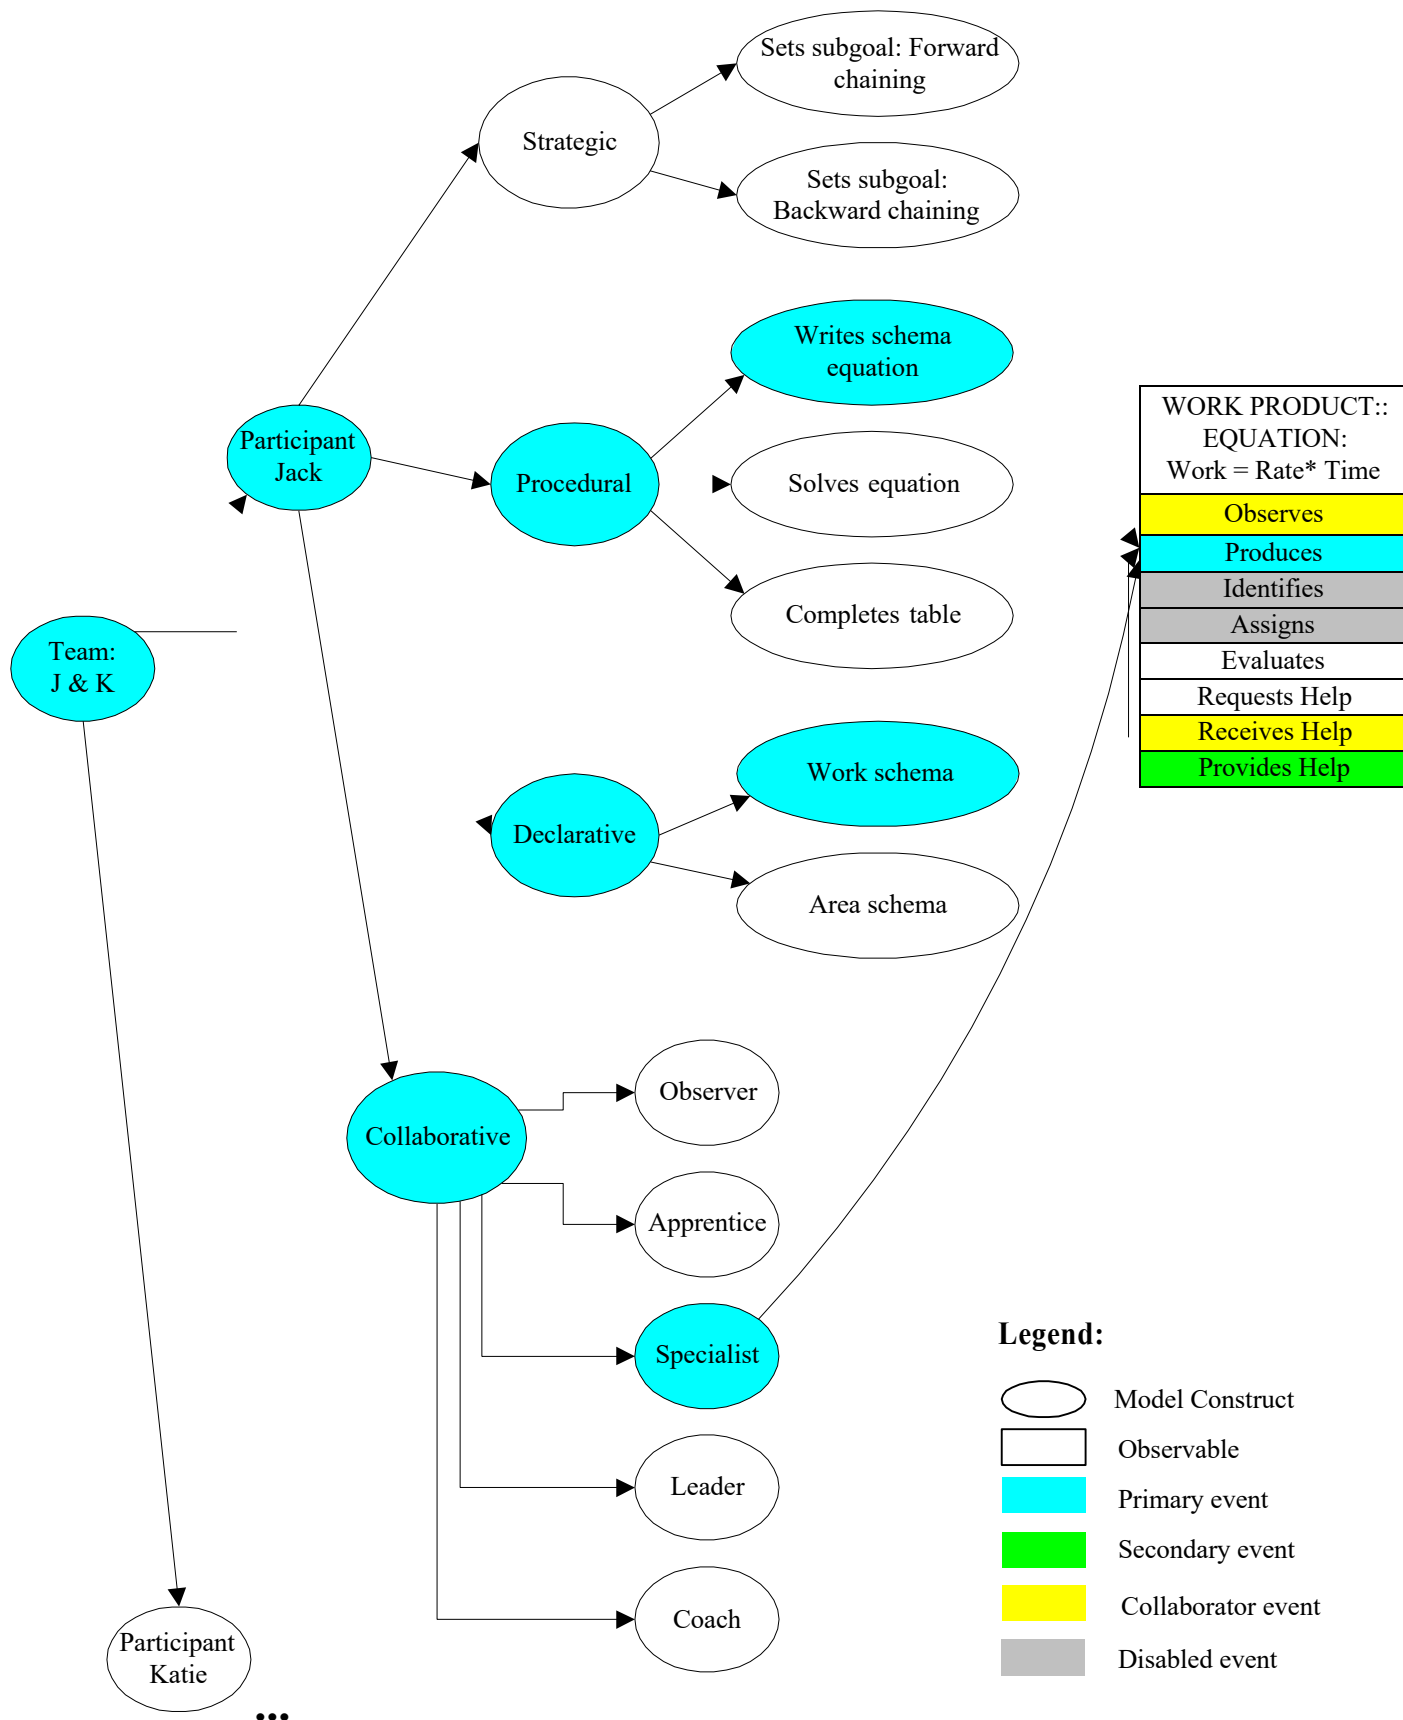 Sets subgoal: Forward
chaining
Strategic
Sets subgoal:
Backward chaining
Writes schema
equation
Participant
Jack
Procedural
Solves equation
Completes table
WORK PRODUCT::
EQUATION:
Work = Rate* Time
Observes
Produces
Identifies
Assigns
Evaluates
Requests Help
Receives Help
Provides Help
Team:
J & K
Work schema
Declarative
Area schema
Observer
Collaborative
Apprentice
Specialist
Leader
Coach
Participant
Katie
...
Legend:
Model Construct
Observable
Primary event
Secondary event
Collaborator event
Disabled event